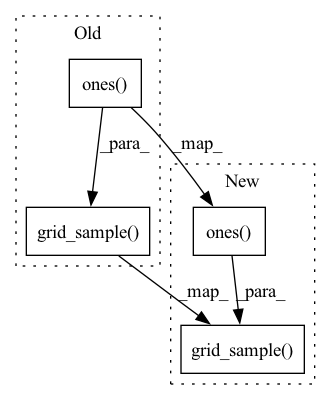 Old
ones()
_para_
_map_
New
grid_sample()
ones()
_map_
_para_
grid_sample()